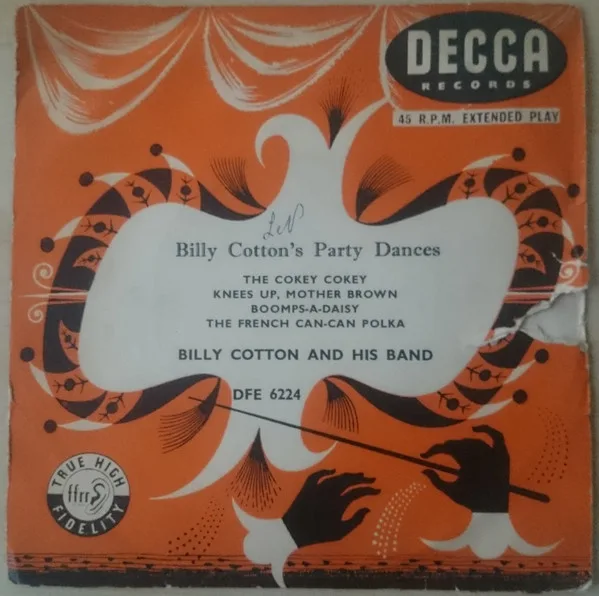 DECCA
RECORDS
45 R.P.M. EXTENDED PLAY
Billy Cotton's Party Dances
THE COKEY COKEY
KNEES UP, MOTHER BROWN
BOOMPS-A-DAISY
THE FRENCH CAN-CAN POLKA
BILLY COTTON AND HIS BAND
DFE 6224
TRUE HIGH
ffrr
FIDELITY